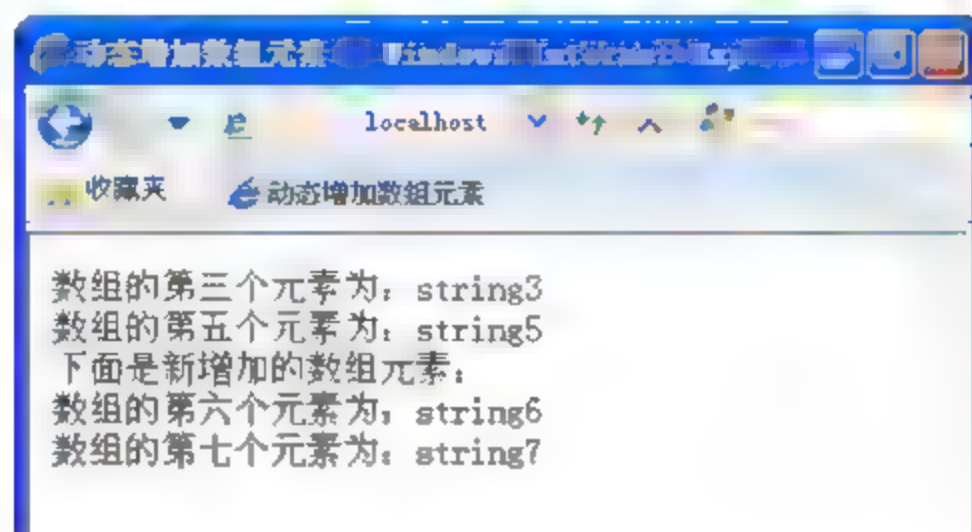 动态增加数组元素
localhost
收藏夹
动态增加数组元素
数组的第三个元素为：string3
数组的第五个元素为：string5
下面是新增加的数组元素：
数组的第六个元素为：string6
数组的第七个元素为：string7